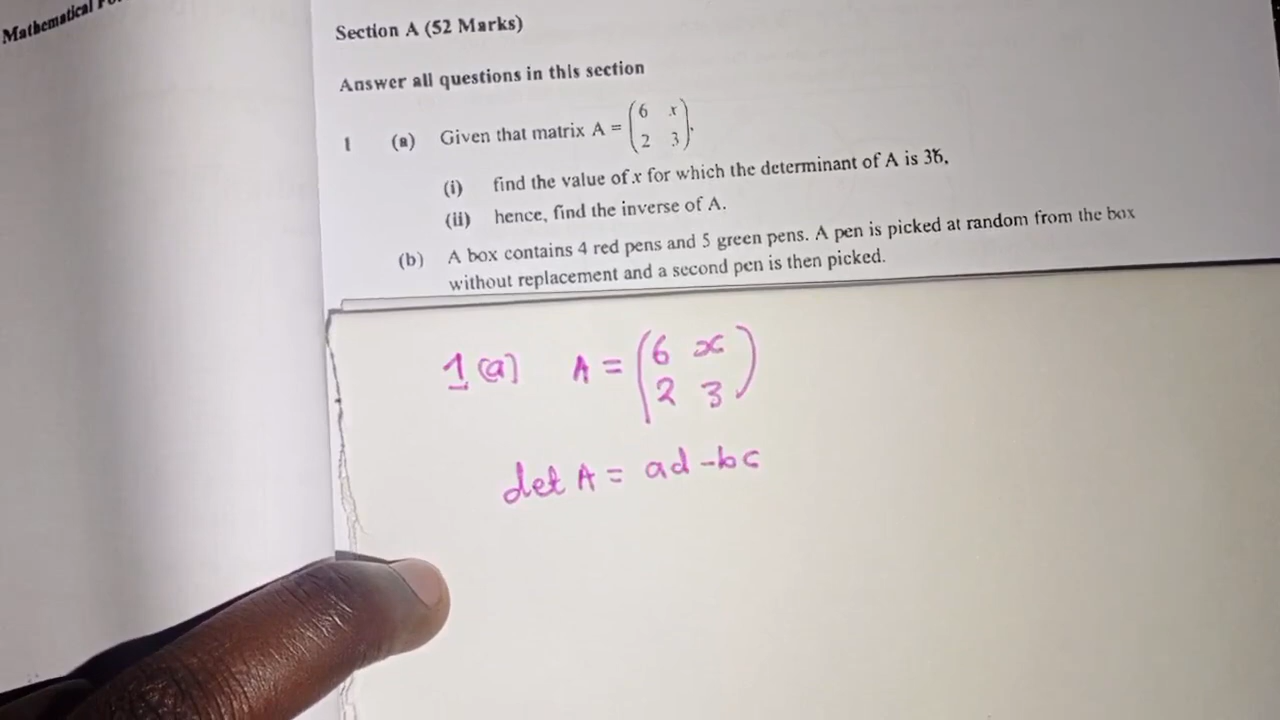 Mathematical
Section A (52 Marks)
Answer all questions in this section
1 (a) Given that matrix A = (6 x
2 3).
(i) find the value of x for which the determinant of A is
(ii) hence, find the inverse of A.
(b) A box contains 4 red pens and 5 green pens. A pen is picked at random from the box
without replacement and a second pen is then picked.
1(a) A = (6 x
2 3)
det A = ad -bc